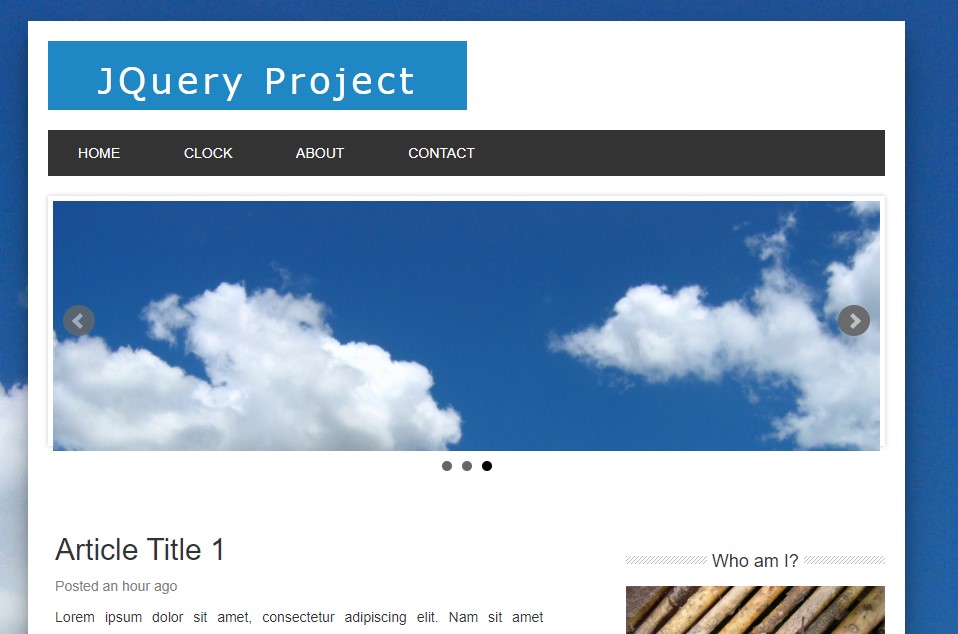 JQuery Project
HOME CLOCK ABOUT CONTACT
Article Title 1
Posted an hour ago
Lorem ipsum dolor sit amet, consectetur adipiscing elit. Nam sit amet
Who am I?